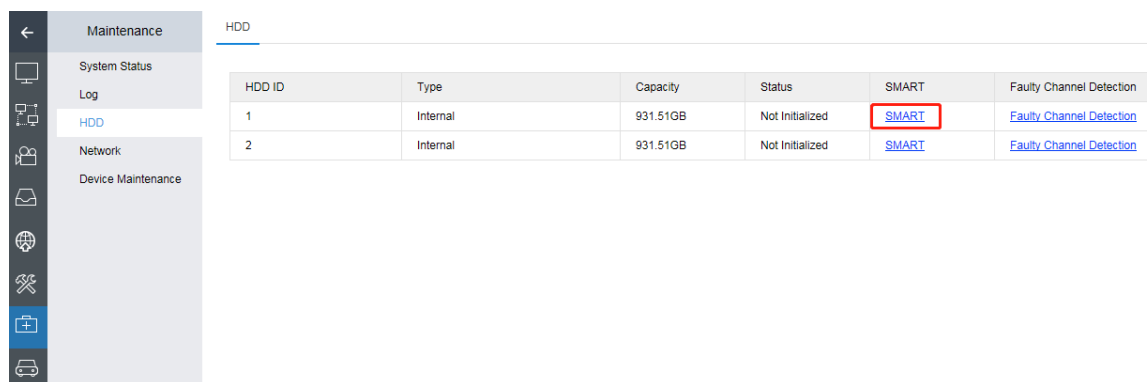 Maintenance
HDD
System Status
Log
HDD
Network
Device Maintenance
HDD ID Type Capacity Status SMART Faulty Channel Detection
1 Internal 931.51GB Not Initialized SMART Faulty Channel Detection
2 Internal 931.51GB Not Initialized SMART Faulty Channel Detection